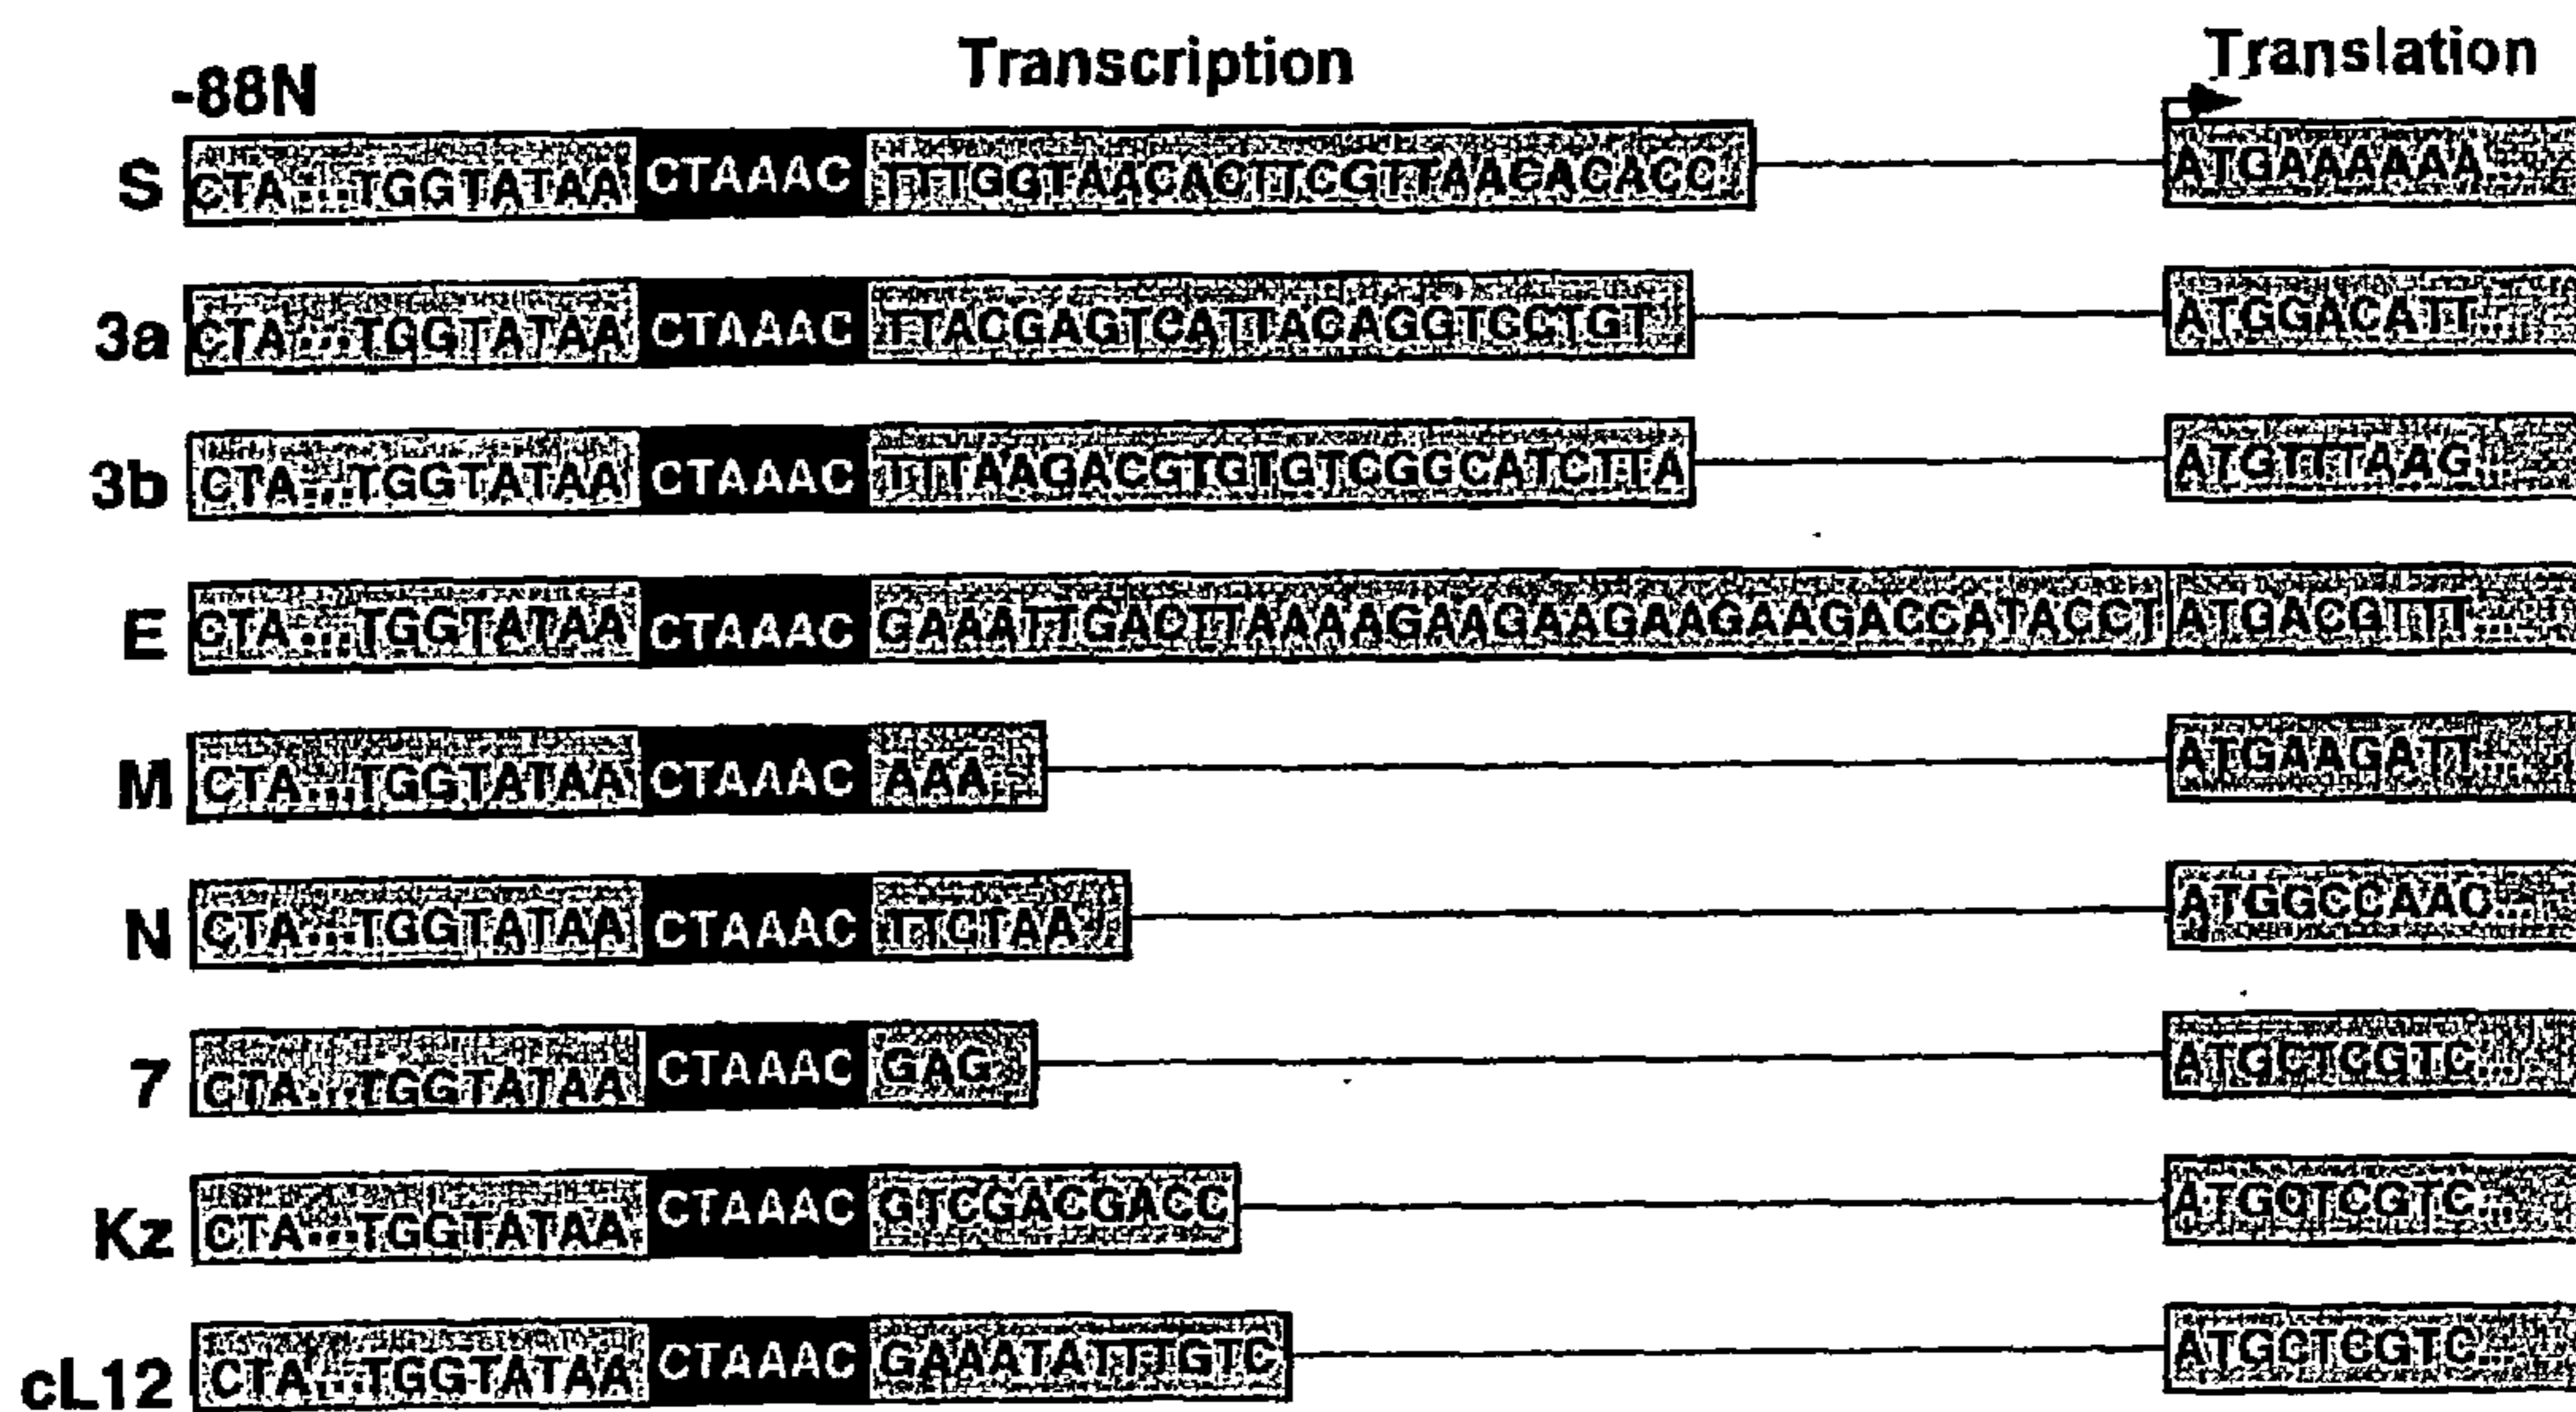 Transcription
Translation
-88N
S CTA...TGGTATAA CTAAAC TTTGGTAACACTTCGTTAACACACC ATGAAAAAA...
3a CTA...TGGTATAA CTAAAC TTACGAGTCATTACAGGTGCTGT ATGGACATT...
3b CTA...TGGTATAA CTAAAC TTTAAGACGTGTGTCGGCATCTTA ATGTTTAAG...
E CTA...TGGTATAA CTAAAC GAAATTGACTTAAAAGAAGAAGAAGAAGACCATACCT ATGACGTTT...
M CTA...TGGTATAA CTAAAC AAA ATGAAGATT...
N CTA...TGGTATAA CTAAAC TTCTAA ATGGCCAAC...
7 CTA...TGGTATAA CTAAAC GAG ATGCTCGTC...
Kz CTA...TGGTATAA CTAAAC GTCGACGACC ATGCTCGTC...
cL12 CTA...TGGTATAA CTAAAC GAAATATTTGTC ATGCTCGTC...